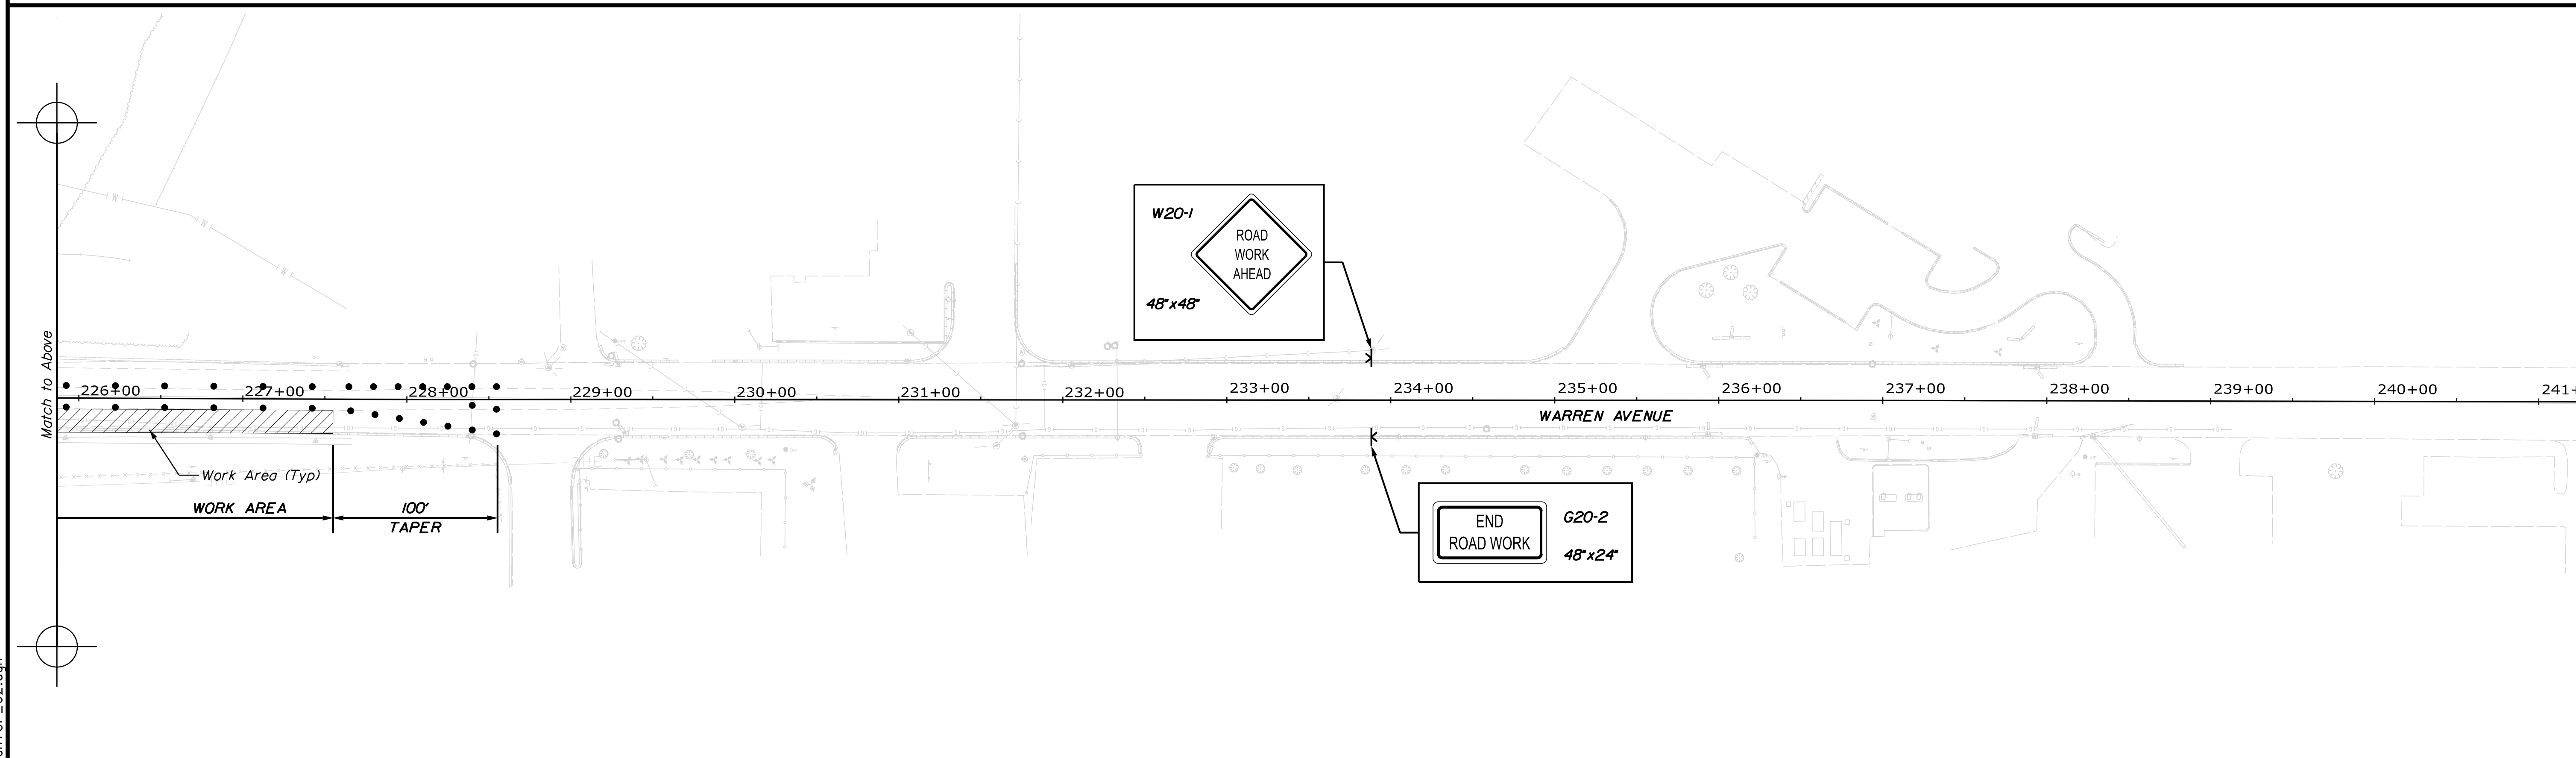 W20-1
ROAD
WORK
AHEAD
48"x48"
Match to Above
226+00 227+00 228+00 229+00 230+00 231+00 232+00 233+00 234+00 235+00 236+00 237+00 238+00 239+00 240+00
WARREN AVENUE
Work Area (Typ)
WORK AREA
100'
TAPER
END
ROAD WORK
G20-2
48"x24"